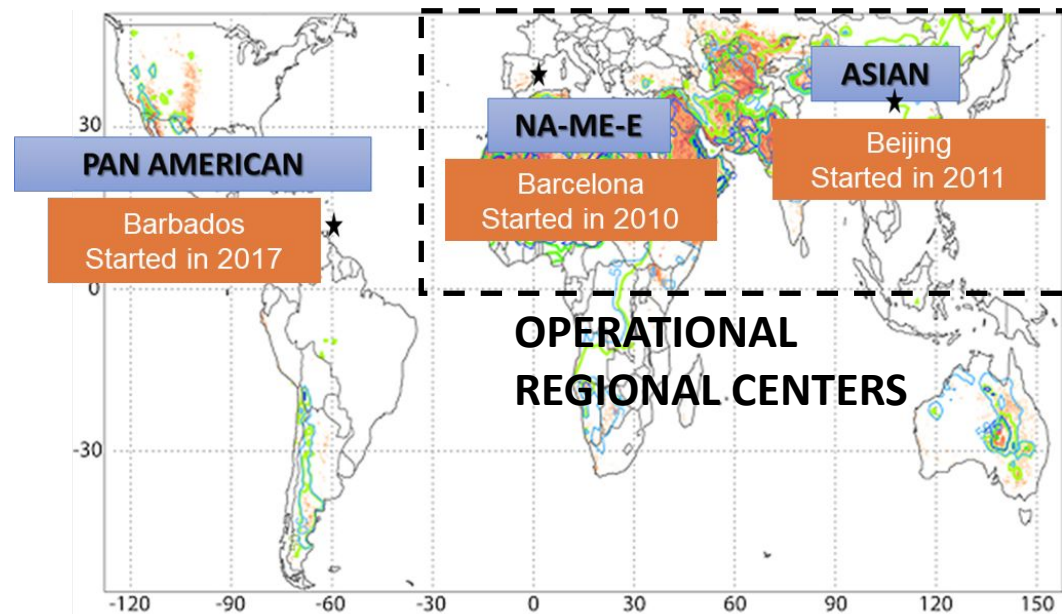 ASIAN
NA-ME-E
PAN AMERICAN
Beijing
Started in 2011
Barcelona
Started in 2010
Barbados
Started in 2017
OPERATIONAL
REGIONAL CENTERS
30
0
-30
-120
-90
-60
-30
0
30
60
90
120
150